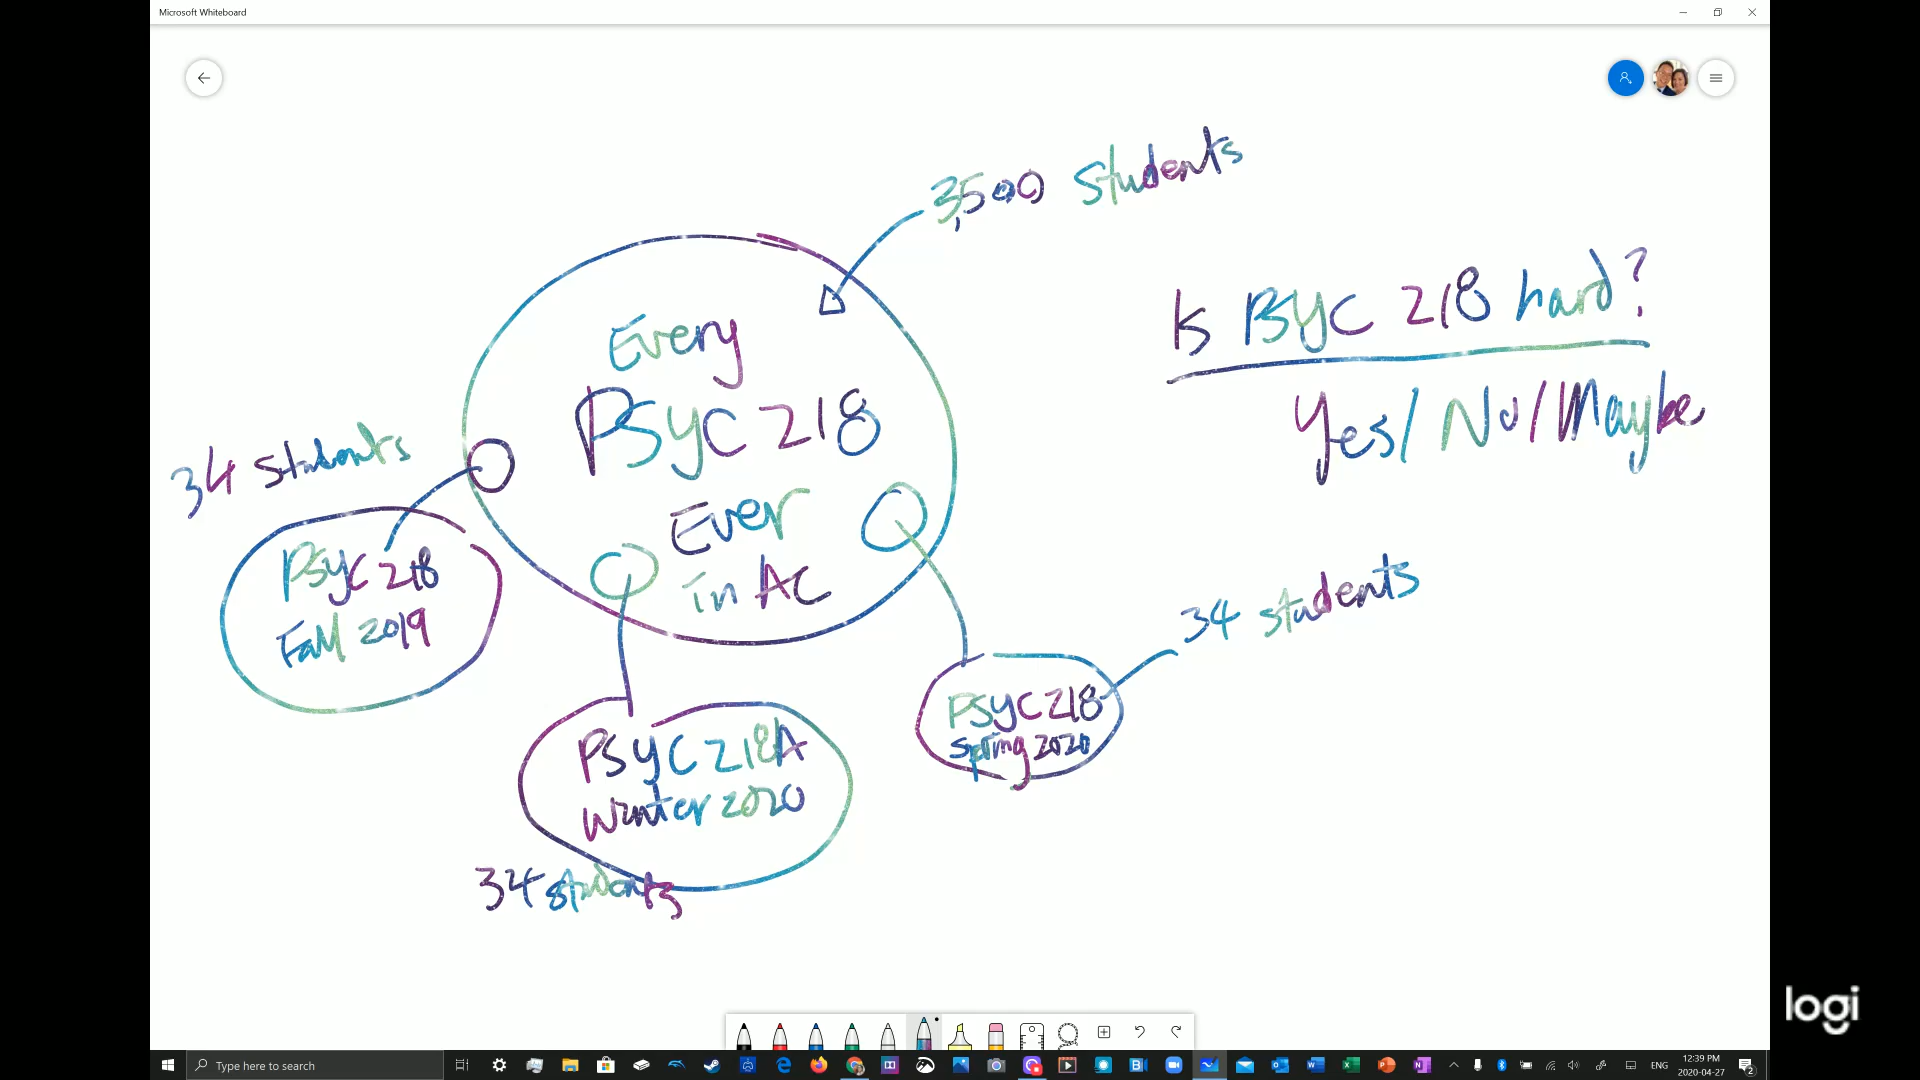 Microsoft Whiteboard
3,500 students
Every
PSYC 218
Ever
in AC
Is PSYC 218 hard?
Yes/No/Maybe
34 students
PSYC 218
Fall 2019
PSYC 218A
Winter 2020
34 students
PSYC 218
Spring 2020
34 students
logi
Type here to search
ENG
12:39 PM
2020-04-27
2